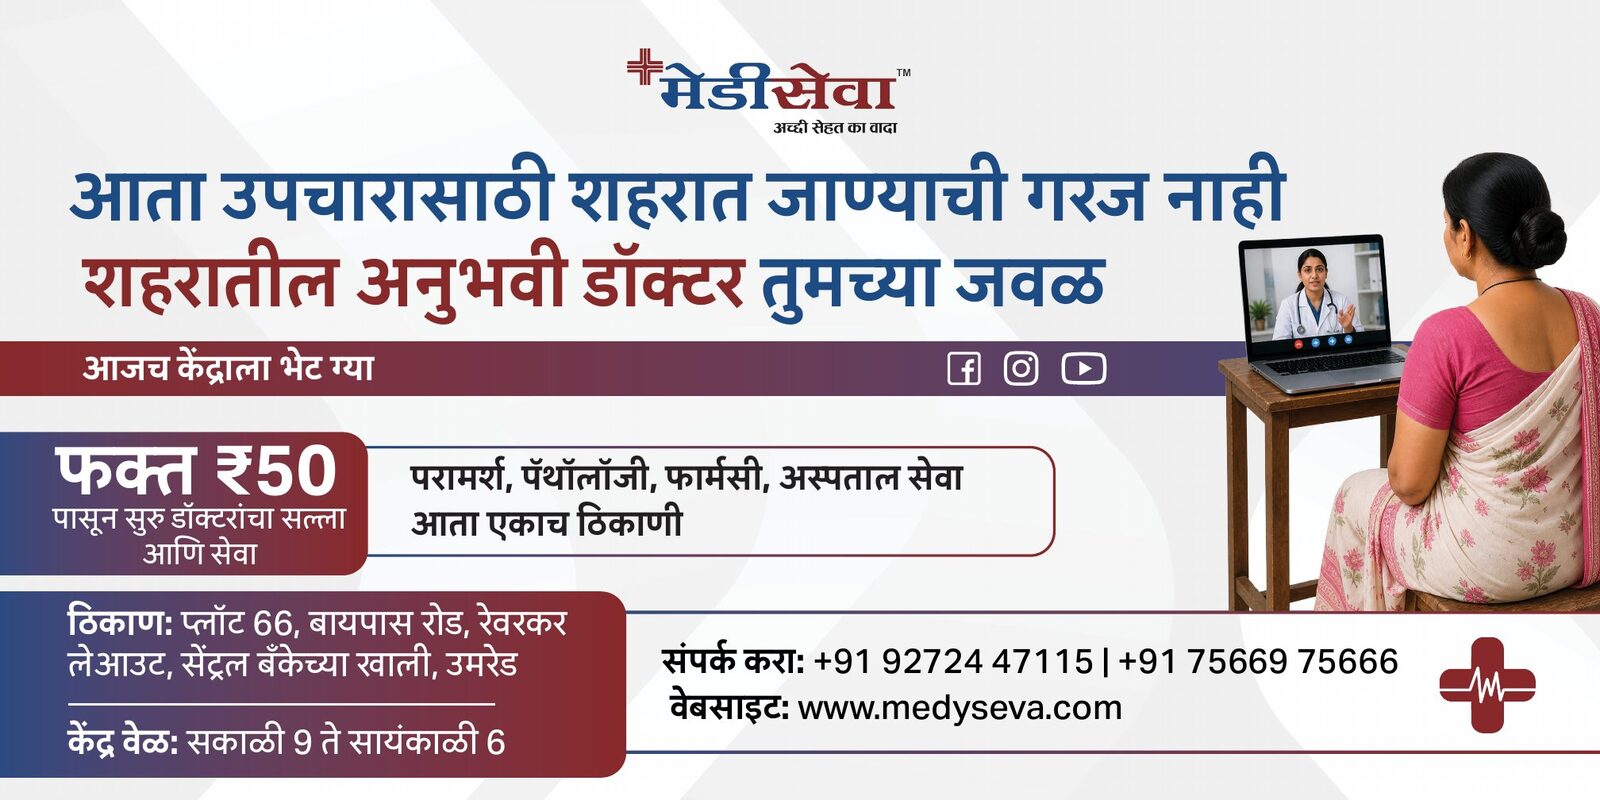 मेडीसेवा™
अच्छी सेहत का वादा
आता उपचारासाठी शहरात जाण्याची गरज नाही
शहरातील अनुभवी डॉक्टर तुमच्या जवळ
आजच केंद्राला भेट ग्या
फक्त ₹50
पासून सुरु डॉक्टरांचा सल्ला
आणि सेवा
परामर्श, पॅथॉलॉजी, फार्मसी, अस्पताल सेवा
आता एकाच ठिकाणी
ठिकाण: प्लॉट 66, बायपास रोड, रेवरकर
लेआउट, सेंट्रल बँकेच्या खाली, उमरेड
केंद्र वेळ: सकाळी 9 ते सायंकाळी 6
संपर्क करा: +91 92724 47115 | +91 75669 75666
वेबसाइट: www.medyseva.com